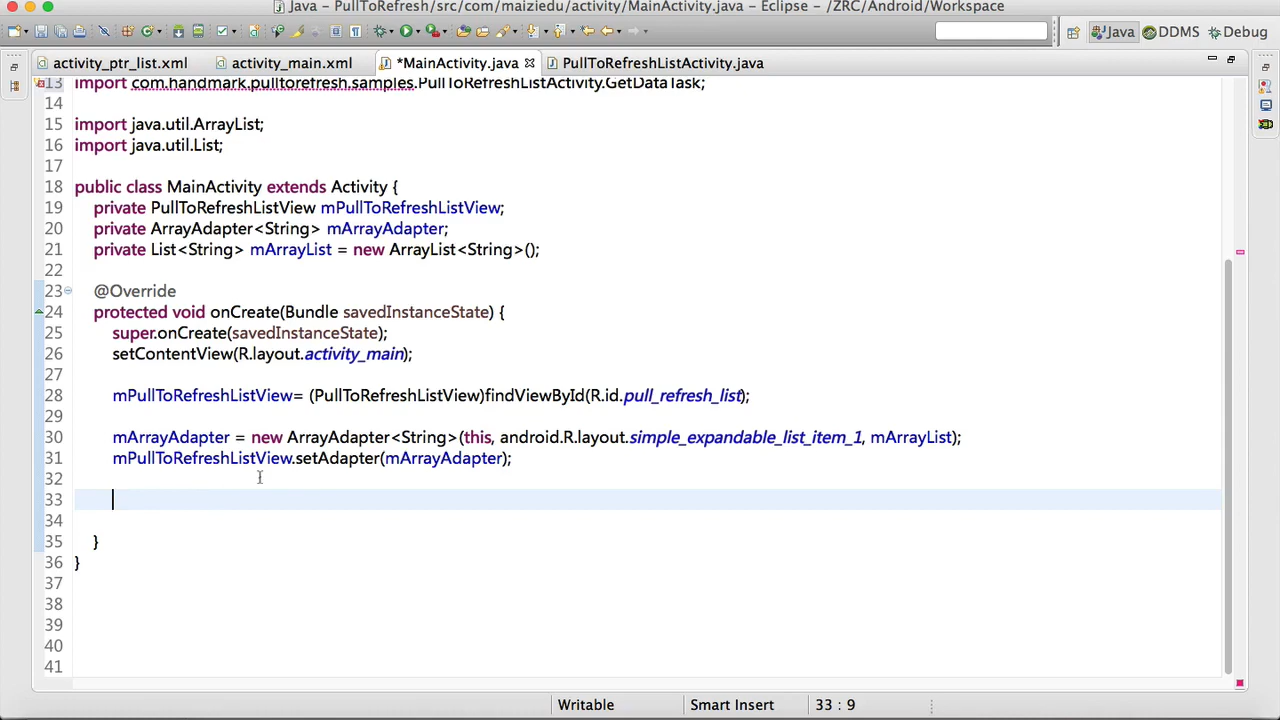 Java – PullToRefresh/src/com/maiziedu/activity/MainActivity.java – Eclipse – /ZRC/Android/Workspace
Java DDMS Debug
activity_ptr_list.xml activity_main.xml *MainActivity.java PullToRefreshListActivity.java
13 import com.handmark.pulltorefresh.samples.PullToRefreshListActivity.GetDataTask;
14
15 import java.util.ArrayList;
16 import java.util.List;
17
18 public class MainActivity extends Activity {
19 private PullToRefreshListView mPullToRefreshListView;
20 private ArrayAdapter<String> mArrayAdapter;
21 private List<String> mArrayList = new ArrayList<String>();
22
23 @Override
24 protected void onCreate(Bundle savedInstanceState) {
25 super.onCreate(savedInstanceState);
26 setContentView(R.layout.activity_main);
27
28 mPullToRefreshListView= (PullToRefreshListView)findViewById(R.id.pull_refresh_list);
29
30 mArrayAdapter = new ArrayAdapter<String>(this, android.R.layout.simple_expandable_list_item_1, mArrayList);
31 mPullToRefreshListView.setAdapter(mArrayAdapter);
32
33
34
35 }
36 }
37
38
39
40
41
Writable Smart Insert 33 : 9